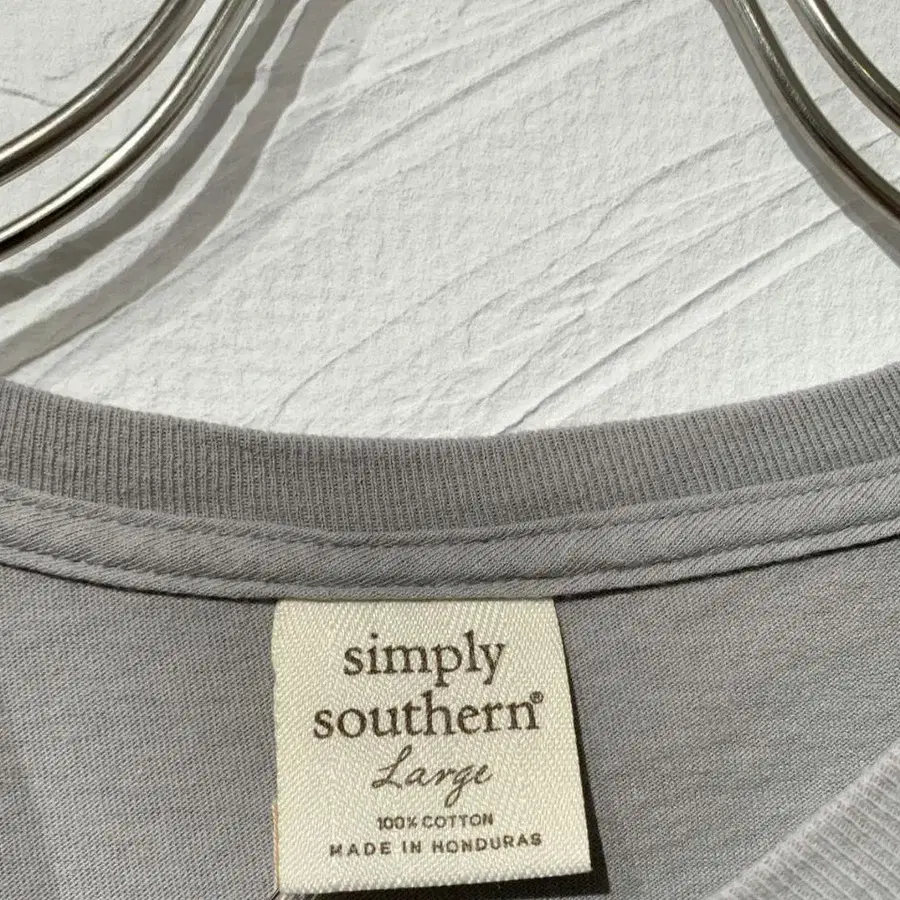 simply
southern®
Large
100% COTTON
MADE IN HONDURAS